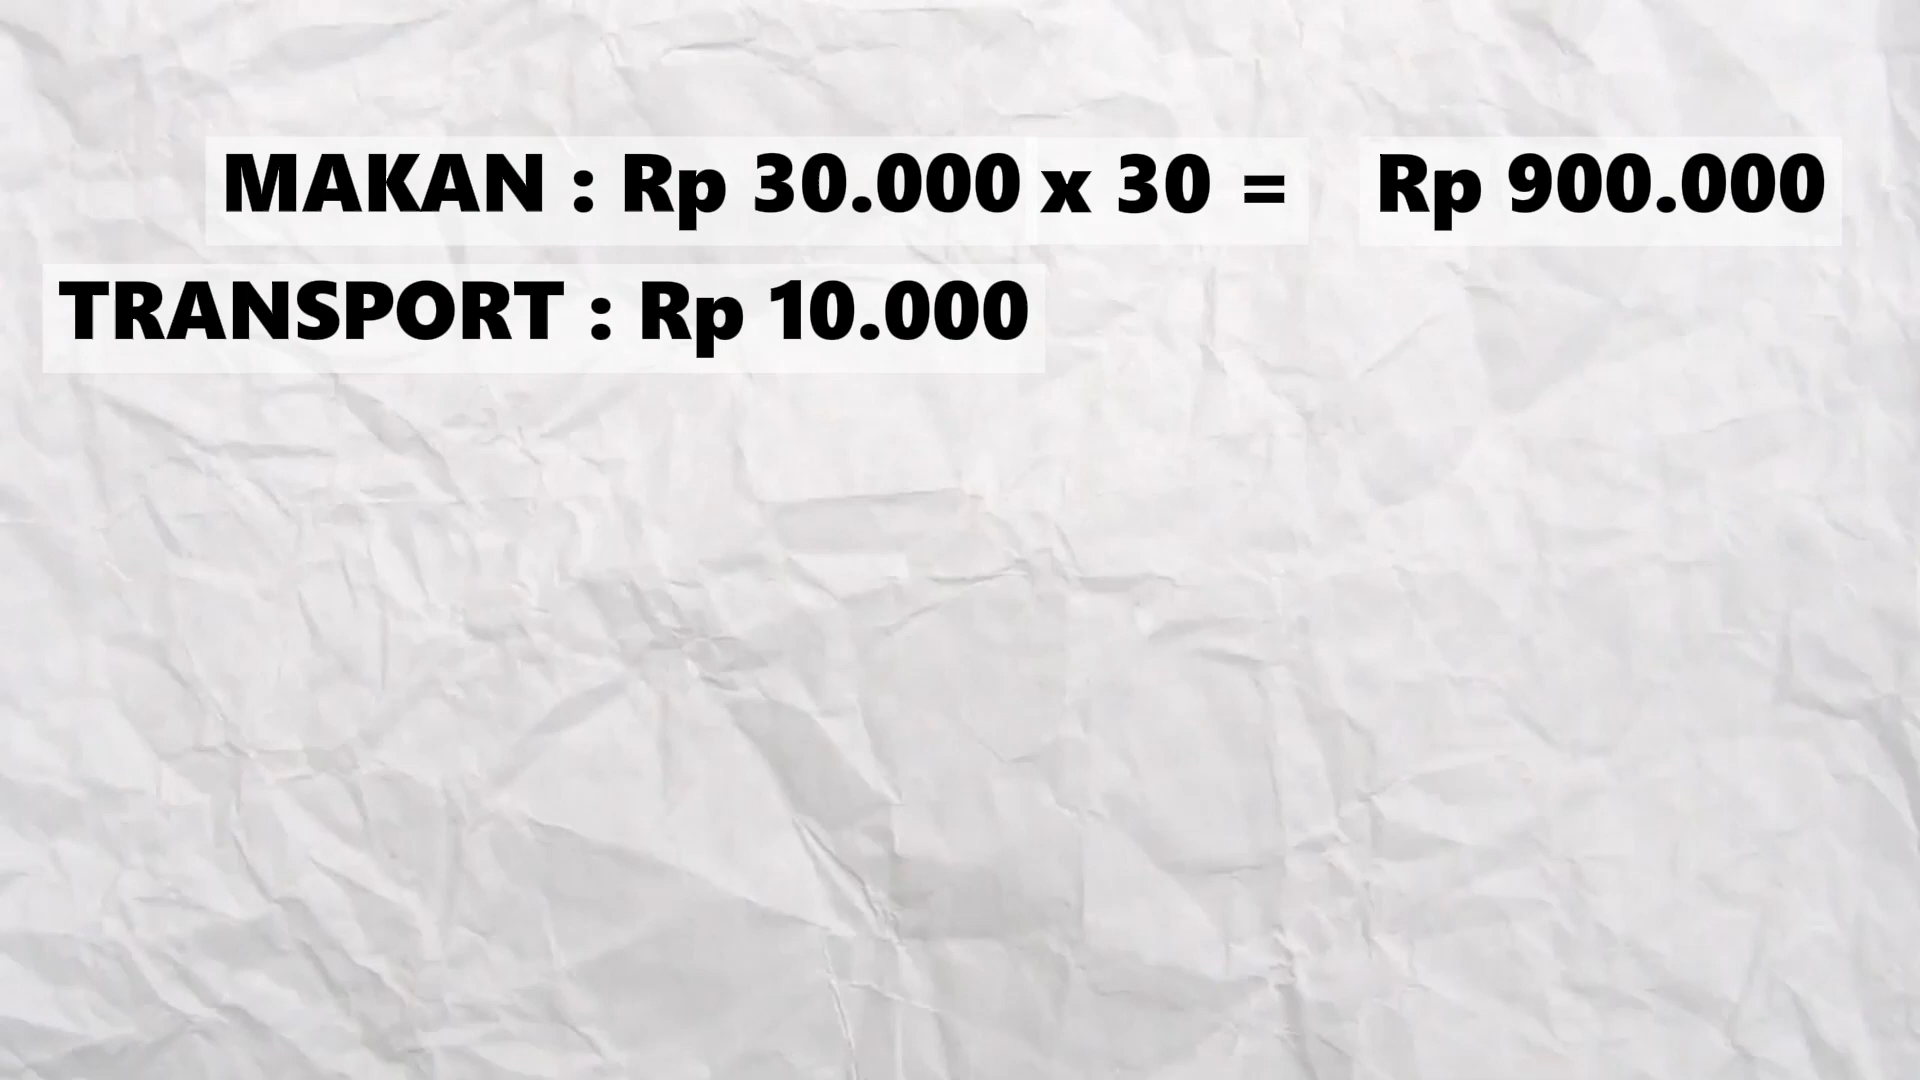 MAKAN : Rp 30.000 x 30 = Rp 900.000
TRANSPORT : Rp 10.000